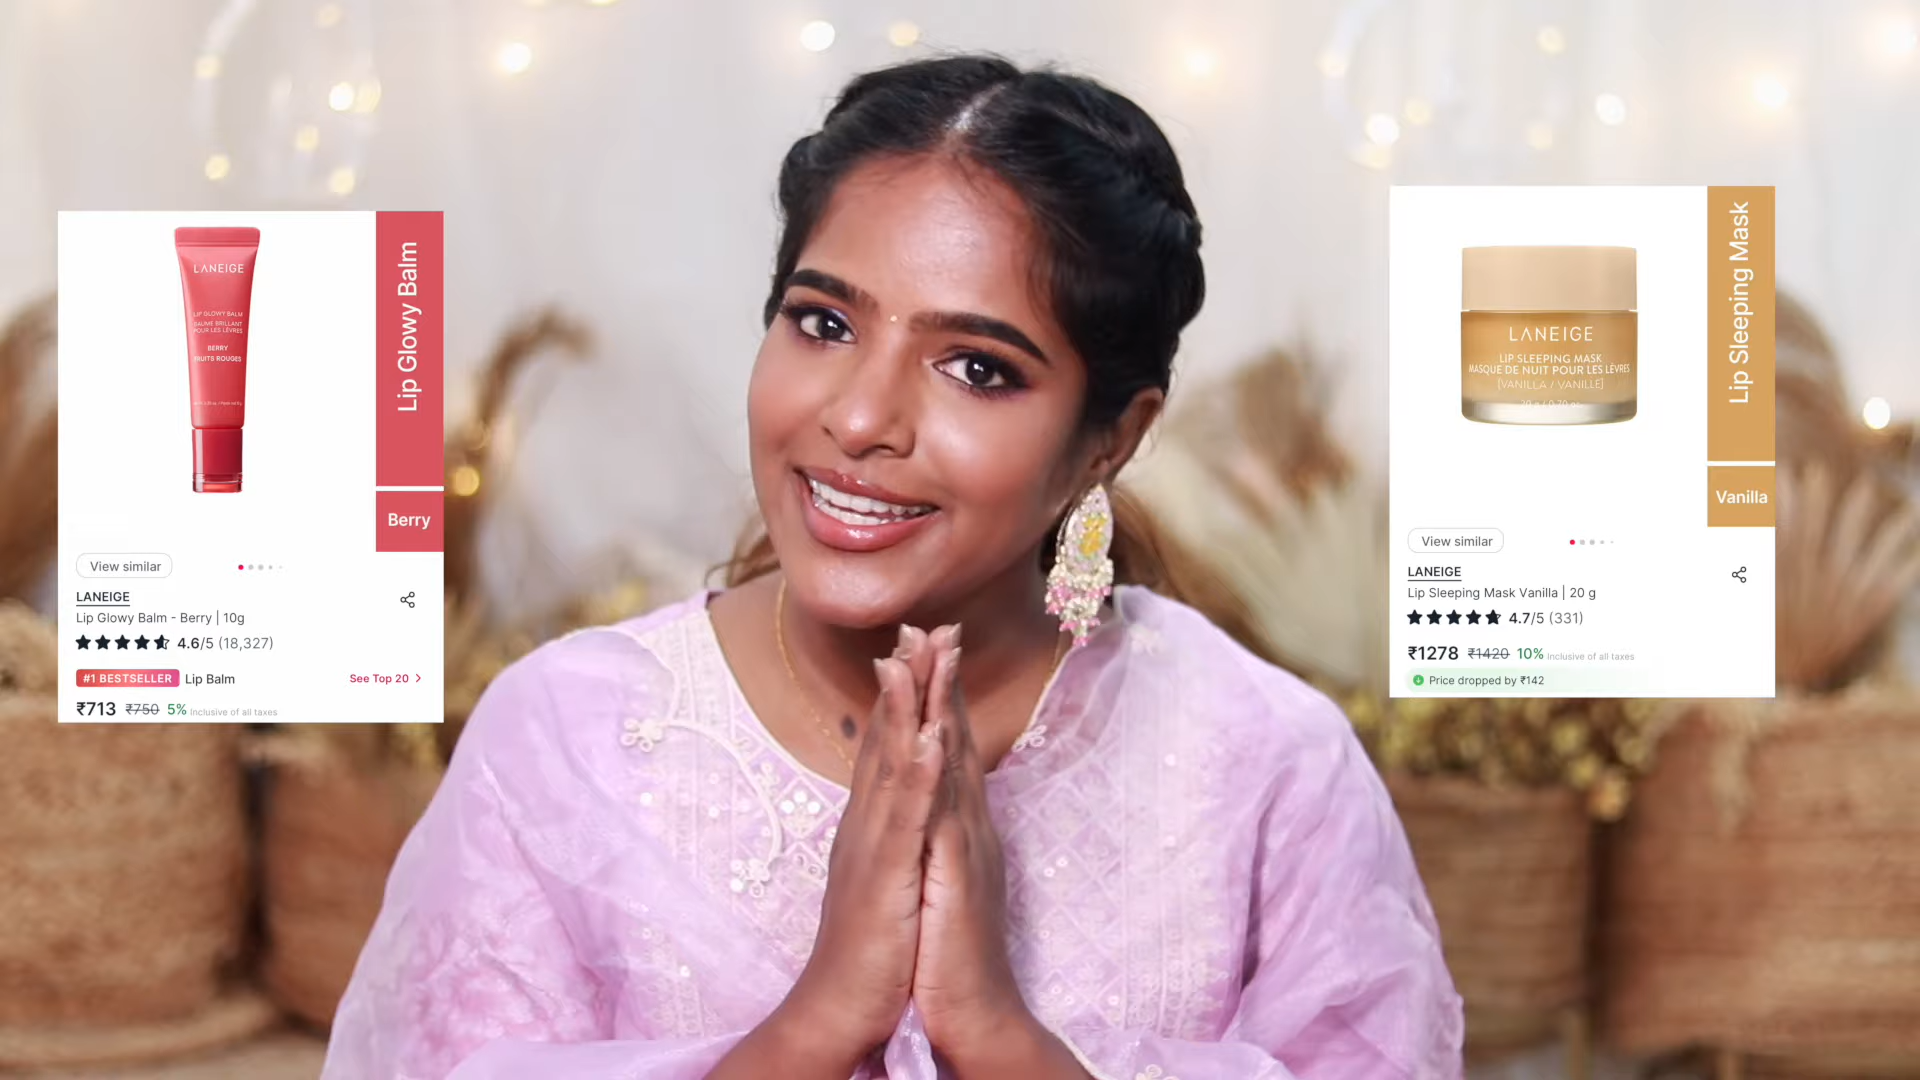 LANEIGE
LIP GLOWY BALM
BAUME BRILLANT
POUR LES LÈVRES
BERRY
FRUITS ROUGES
Lip Glowy Balm
Berry
View similar
LANEIGE
Lip Glowy Balm - Berry | 10g
4.6/5 (18,327)
#1 BESTSELLER Lip Balm See Top 20
₹713 ₹750 5% Inclusive of all taxes
LANEIGE
LIP SLEEPING MASK
MASQUE DE NUIT POUR LES LÈVRES
[VANILLA / VANILLE]
20 g / 0.70 oz.
Lip Sleeping Mask
Vanilla
View similar
LANEIGE
Lip Sleeping Mask Vanilla | 20 g
4.7/5 (331)
₹1278 ₹1420 10% Inclusive of all taxes
Price dropped by ₹142